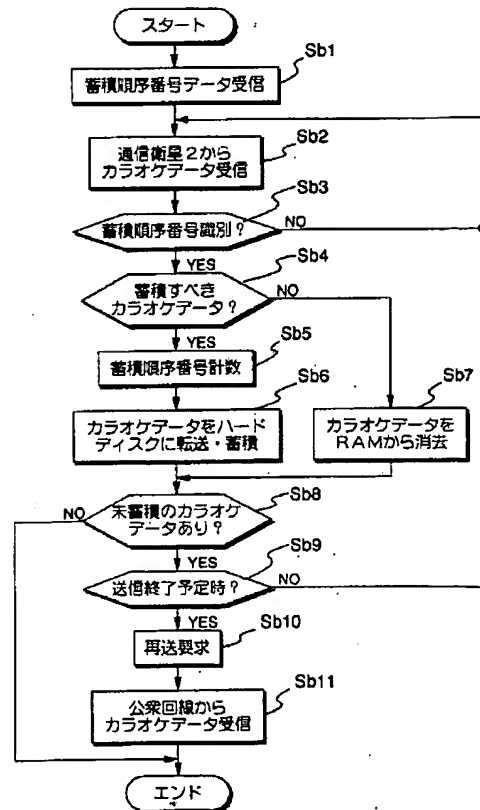 スタート
Sb1
蓄積順序番号データ受信
Sb2
通信衛星2から
カラオケデータ受信
Sb3
蓄積順序番号識別?
NO
YES
Sb4
蓄積すべき
カラオケデータ?
NO
YES
Sb5
蓄積順序番号計数
Sb6
カラオケデータをハード
ディスクに転送・蓄積
Sb7
カラオケデータを
RAMから消去
Sb8
未蓄積のカラオケ
データあり?
NO
YES
Sb9
送信終了予定時?
NO
YES
Sb10
再送要求
Sb11
公衆回線から
カラオケデータ受信
エンド